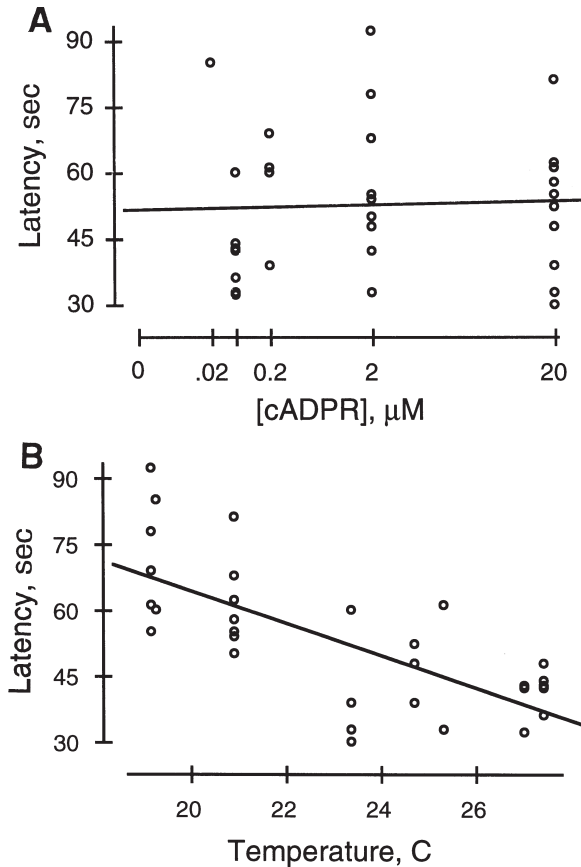 A
90
75
60
45
30
Latency, sec
0 .02 0.2 2 20
[cADPR], μM
B
90
75
60
45
30
Latency, sec
20 22 24 26
Temperature, C